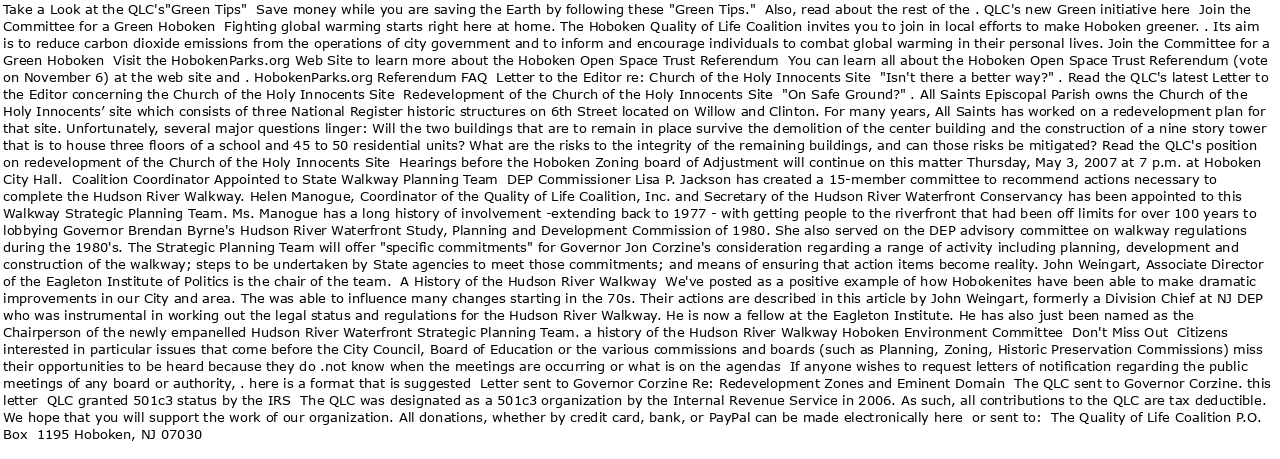 Take a Look at the QLC's"Green Tips"  Save money while you are saving the Earth by following these "Green Tips."  Also, read about the rest of the . QLC's new Green initiative here  Join the
Committee for a Green Hoboken  Fighting global warming starts right here at home. The Hoboken Quality of Life Coalition invites you to join in local efforts to make Hoboken greener. . Its aim
is to reduce carbon dioxide emissions from the operations of city government and to inform and encourage individuals to combat global warming in their personal lives. Join the Committee for a
Green Hoboken  Visit the HobokenParks.org Web Site to learn more about the Hoboken Open Space Trust Referendum  You can learn all about the Hoboken Open Space Trust Referendum (vote
on November 6) at the web site and . HobokenParks.org Referendum FAQ  Letter to the Editor re: Church of the Holy Innocents Site  "Isn't there a better way?" . Read the QLC's latest Letter to
the Editor concerning the Church of the Holy Innocents Site  Redevelopment of the Church of the Holy Innocents Site  "On Safe Ground?" . All Saints Episcopal Parish owns the Church of the
Holy Innocents’ site which consists of three National Register historic structures on 6th Street located on Willow and Clinton. For many years, All Saints has worked on a redevelopment plan for
that site. Unfortunately, several major questions linger: Will the two buildings that are to remain in place survive the demolition of the center building and the construction of a nine story tower
that is to house three floors of a school and 45 to 50 residential units? What are the risks to the integrity of the remaining buildings, and can those risks be mitigated? Read the QLC's position
on redevelopment of the Church of the Holy Innocents Site  Hearings before the Hoboken Zoning board of Adjustment will continue on this matter Thursday, May 3, 2007 at 7 p.m. at Hoboken
City Hall.  Coalition Coordinator Appointed to State Walkway Planning Team  DEP Commissioner Lisa P. Jackson has created a 15-member committee to recommend actions necessary to
complete the Hudson River Walkway. Helen Manogue, Coordinator of the Quality of Life Coalition, Inc. and Secretary of the Hudson River Waterfront Conservancy has been appointed to this
Walkway Strategic Planning Team. Ms. Manogue has a long history of involvement -extending back to 1977 - with getting people to the riverfront that had been off limits for over 100 years to
lobbying Governor Brendan Byrne's Hudson River Waterfront Study, Planning and Development Commission of 1980. She also served on the DEP advisory committee on walkway regulations
during the 1980's. The Strategic Planning Team will offer "specific commitments" for Governor Jon Corzine's consideration regarding a range of activity including planning, development and
construction of the walkway; steps to be undertaken by State agencies to meet those commitments; and means of ensuring that action items become reality. John Weingart, Associate Director
of the Eagleton Institute of Politics is the chair of the team.  A History of the Hudson River Walkway  We've posted as a positive example of how Hobokenites have been able to make dramatic
improvements in our City and area. The was able to influence many changes starting in the 70s. Their actions are described in this article by John Weingart, formerly a Division Chief at NJ DEP
who was instrumental in working out the legal status and regulations for the Hudson River Walkway. He is now a fellow at the Eagleton Institute. He has also just been named as the
Chairperson of the newly empanelled Hudson River Waterfront Strategic Planning Team. a history of the Hudson River Walkway Hoboken Environment Committee  Don't Miss Out  Citizens
interested in particular issues that come before the City Council, Board of Education or the various commissions and boards (such as Planning, Zoning, Historic Preservation Commissions) miss
their opportunities to be heard because they do .not know when the meetings are occurring or what is on the agendas  If anyone wishes to request letters of notification regarding the public
meetings of any board or authority, . here is a format that is suggested  Letter sent to Governor Corzine Re: Redevelopment Zones and Eminent Domain  The QLC sent to Governor Corzine. this
letter  QLC granted 501c3 status by the IRS  The QLC was designated as a 501c3 organization by the Internal Revenue Service in 2006. As such, all contributions to the QLC are tax deductible.
We hope that you will support the work of our organization. All donations, whether by credit card, bank, or PayPal can be made electronically here  or sent to:  The Quality of Life Coalition P.O.
Box  1195 Hoboken, NJ 07030